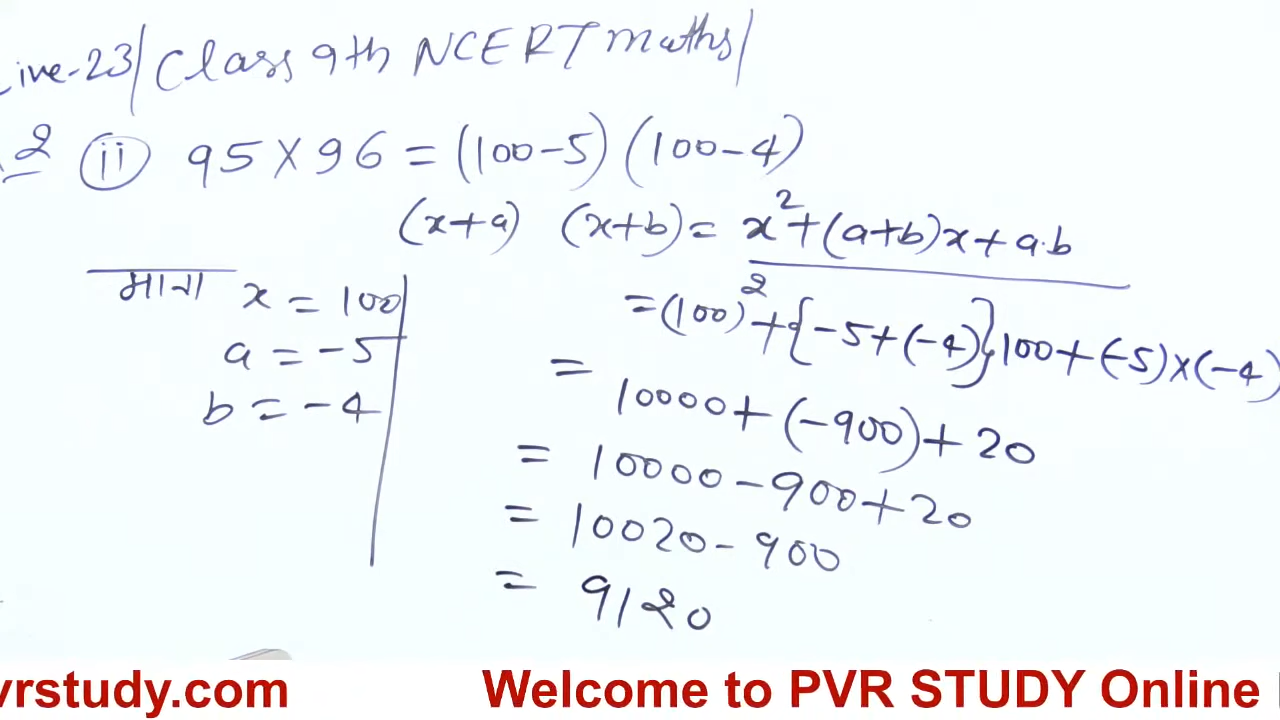 Live-23/ Class 9th NCERT maths/
2 (ii) 95 × 96 = (100-5) (100-4)
(x+a) (x+b) = x²+(a+b)x+a.b
माना x = 100
a = -5
b = -4
=(100)²+{-5+(-4)}100+(-5)×(-4)
= 10000+(-900)+20
= 10000-900+20
= 10020-900
= 9120
vrstudy.com Welcome to PVR STUDY Online